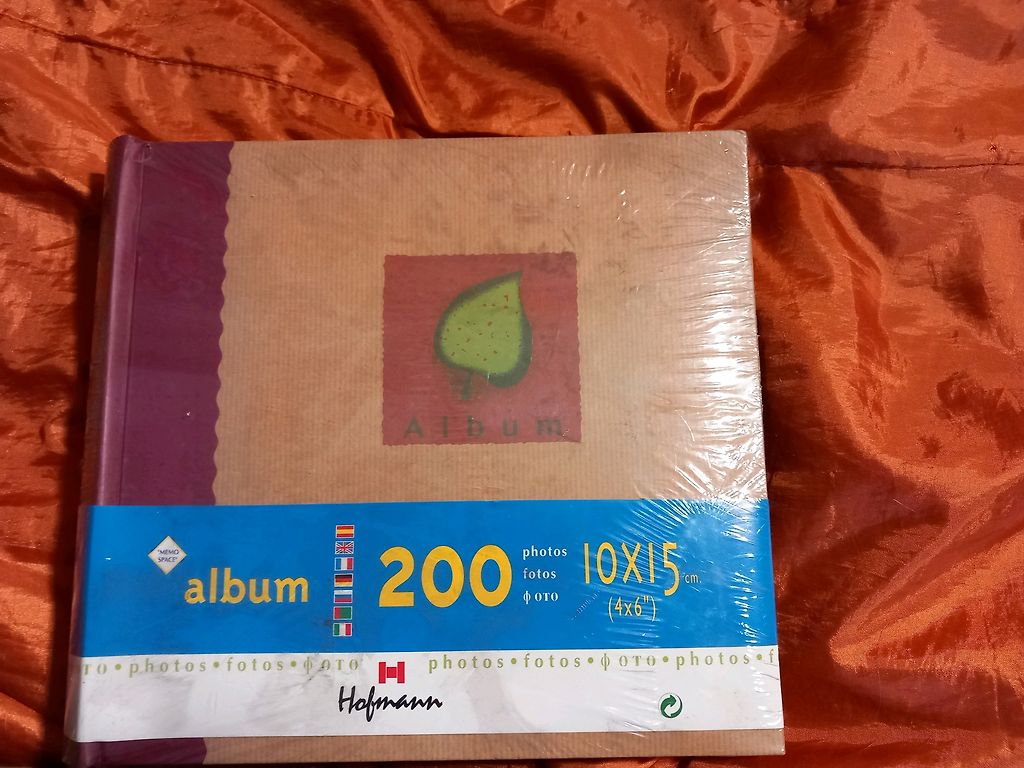 Album
"MEMO
SPACE"
album
200
photos
fotos
фото
10X15 cm.
(4x6")
то • photos • fotos • фото
photos • fotos • фото • photos • f
Hofmann